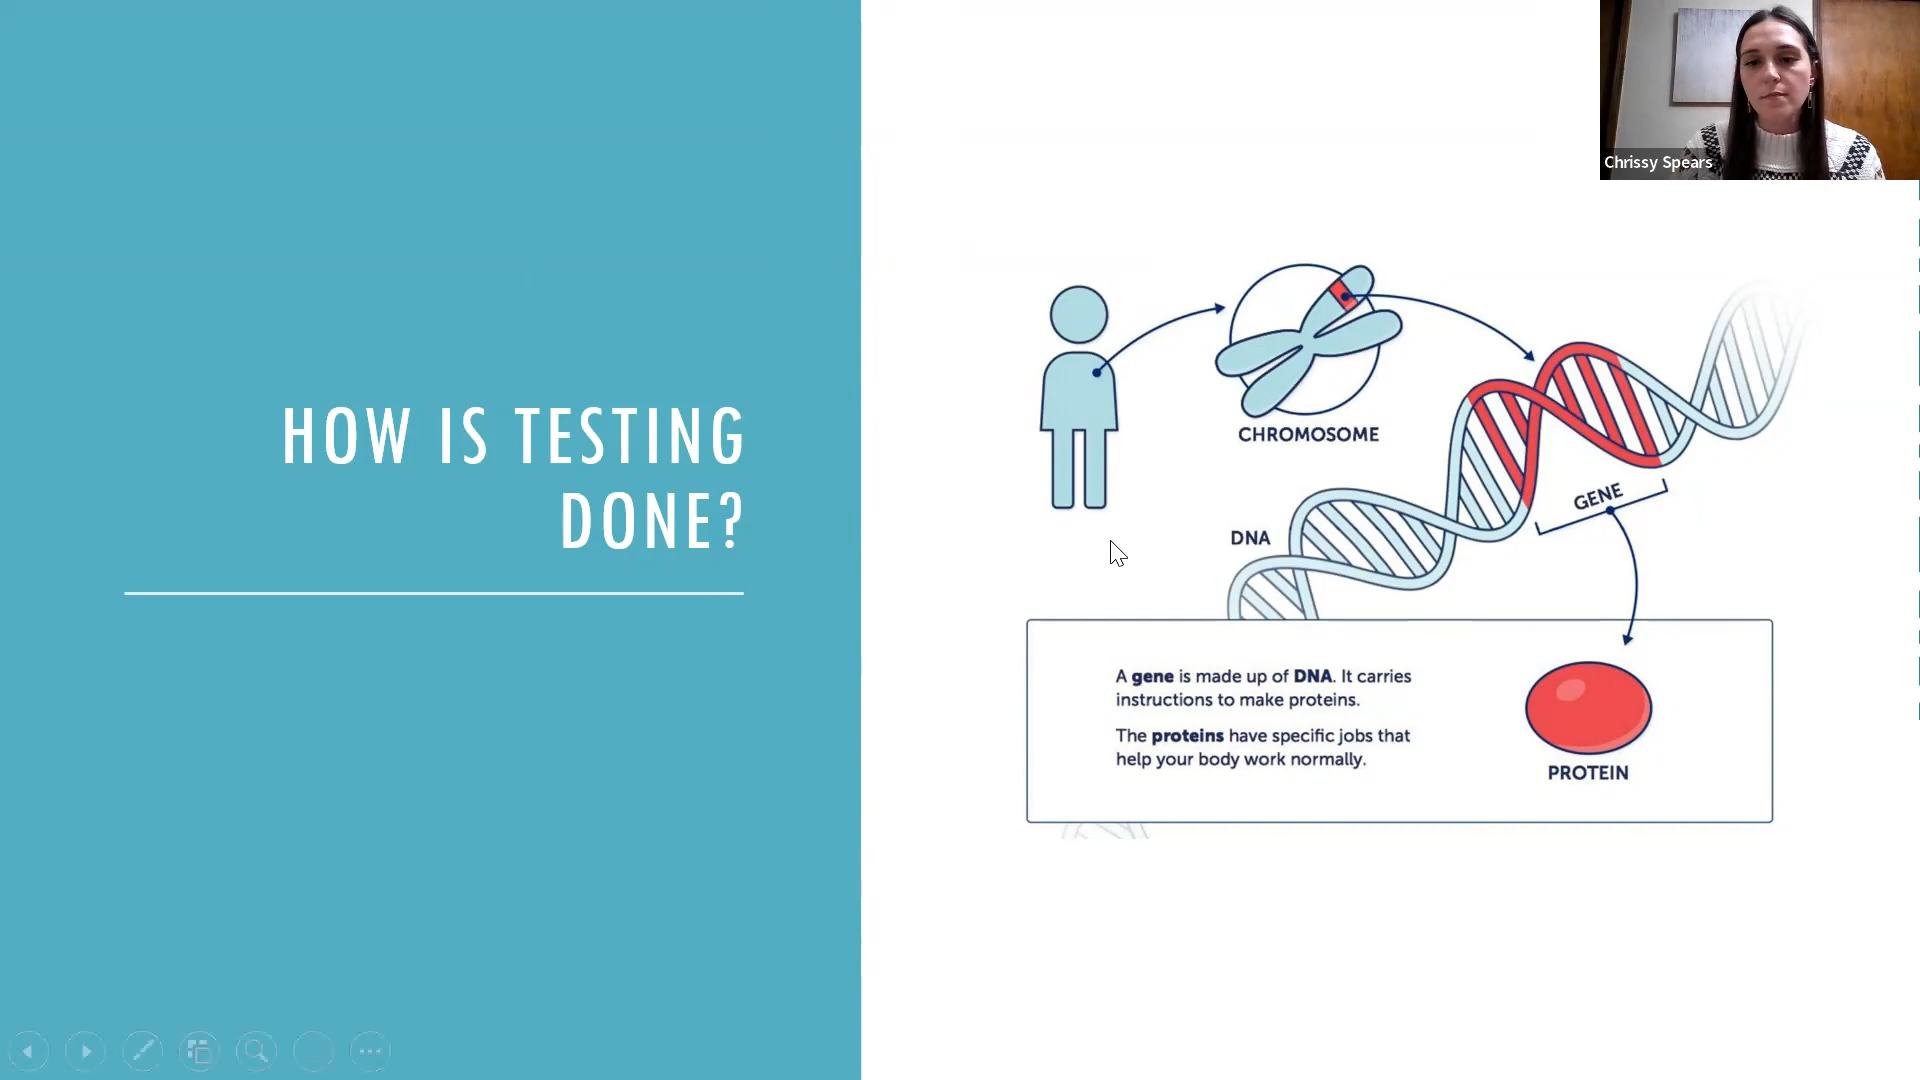 Chrissy Spears
HOW IS TESTING
DONE?
CHROMOSOME
GENE
DNA
A gene is made up of DNA. It carries
instructions to make proteins.
The proteins have specific jobs that
help your body work normally.
PROTEIN